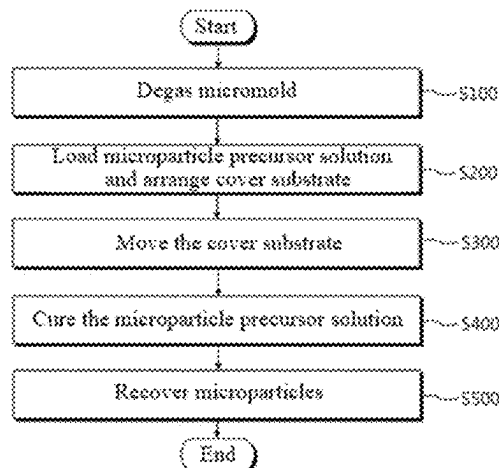 Start
Degas micromold
S100
Load microparticle precursor solution
and arrange cover substrate
S200
Move the cover substrate
S300
Cure the microparticle precursor solution
S400
Recover microparticles
S500
End